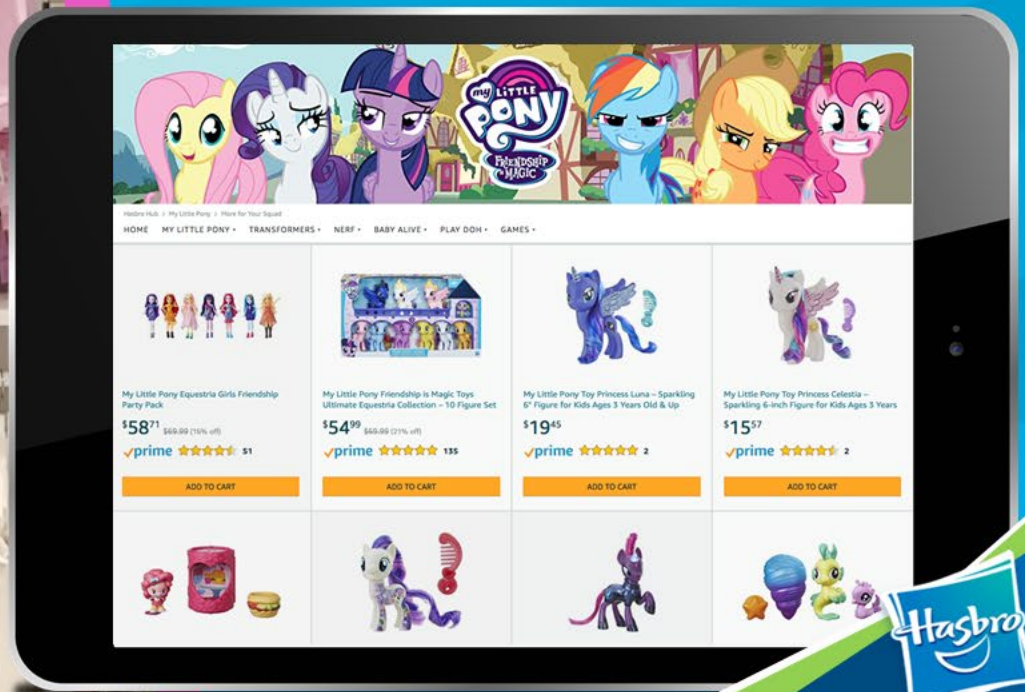 my LiTTLE
PONY
FRiENDSHiP
is MAGiC
Hasbro Hub > My Little Pony > More for Your Squad
HOME MY LITTLE PONY TRANSFORMERS NERF BABY ALIVE PLAY DOH GAMES
My Little Pony Equestria Girls Friendship
Party Pack
$58.71 $69.99 (16% off)
prime 51
ADD TO CART
My Little Pony Friendship is Magic Toys
Ultimate Equestria Collection – 10 Figure Set
$54.99 $69.99 (21% off)
prime 135
ADD TO CART
My Little Pony Toy Princess Luna – Sparkling
6" Figure for Kids Ages 3 Years Old & Up
$19.45
prime 2
ADD TO CART
My Little Pony Toy Princess Celestia –
Sparkling 6-inch Figure for Kids Ages 3 Years
$15.57
prime 2
ADD TO CART
Hasbro